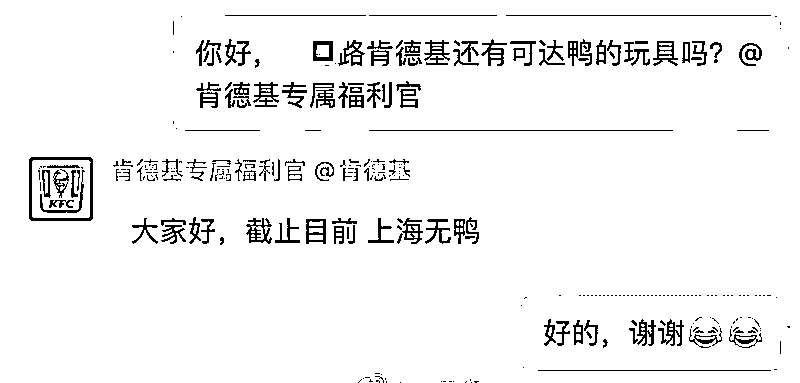 你好， 路肯德基还有可达鸭的玩具吗？@
肯德基专属福利官
肯德基专属福利官@肯德基
KFC
大家好，截止目前 上海无鸭
好的，谢谢😂😂